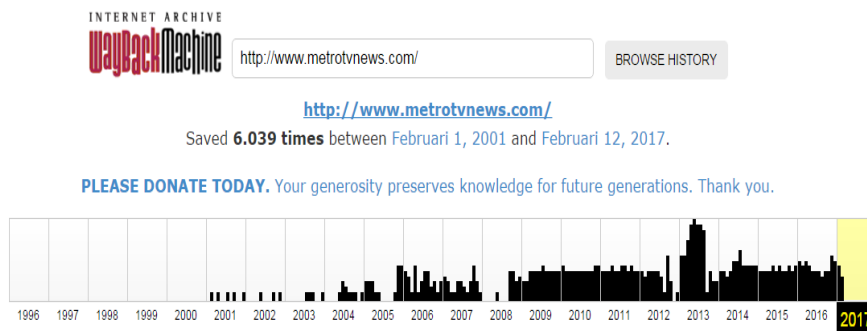 INTERNET ARCHIVE
WayBackMachine
http://www.metrotvnews.com/
BROWSE HISTORY
http://www.metrotvnews.com/
Saved 6.039 times between Februari 1, 2001 and Februari 12, 2017.
PLEASE DONATE TODAY. Your generosity preserves knowledge for future generations. Thank you.
1996 1997 1998 1999 2000 2001 2002 2003 2004 2005 2006 2007 2008 2009 2010 2011 2012 2013 2014 2015 2016